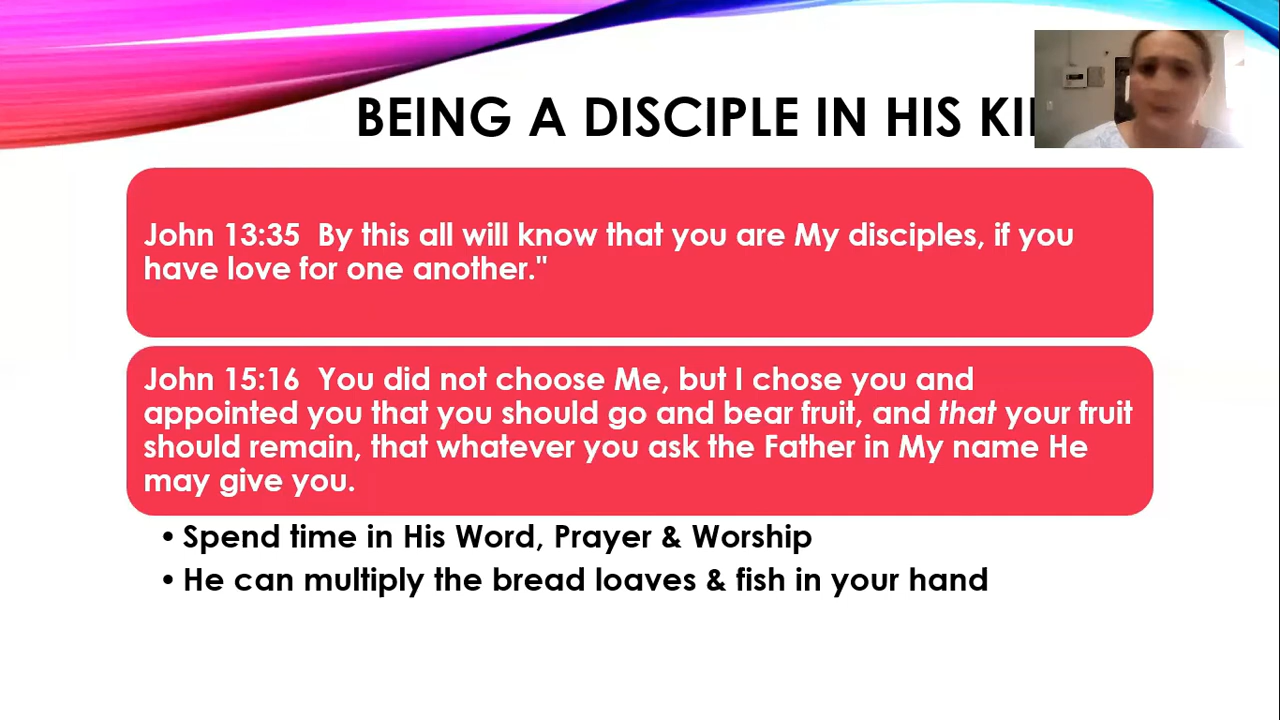 BEING A DISCIPLE IN HIS
John 13:35 By this all will know that you are My disciples, if you
have love for one another."
John 15:16 You did not choose Me, but I chose you and
appointed you that you should go and bear fruit, and that your fruit
should remain, that whatever you ask the Father in My name He
may give you.
• Spend time in His Word, Prayer & Worship
• He can multiply the bread loaves & fish in your hand